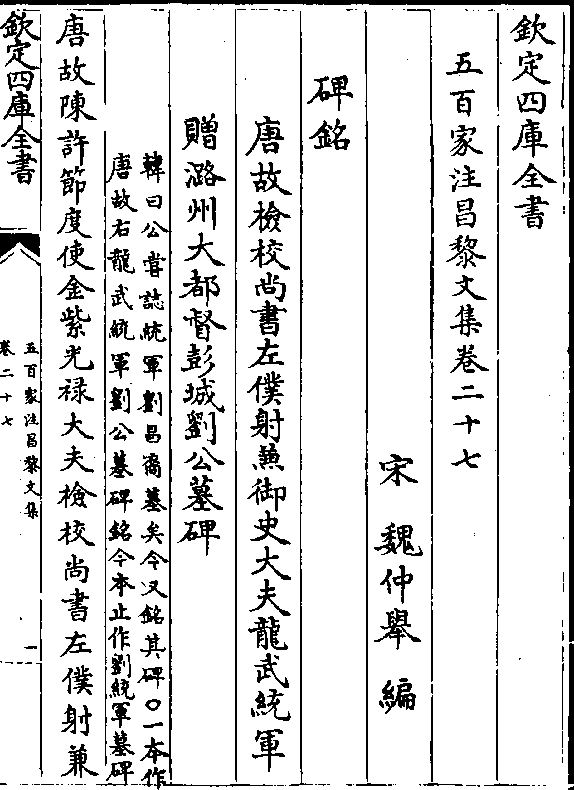 欽定四庫全書
五百家注昌黎文集卷二十七
宋 魏仲舉 編
碑銘
唐故檢校尚書左僕射兼御史大夫龍武統軍
贈潞州大都督彭城劉公墓碑
韓曰公嘗誌統軍劉昌裔墓矣今又銘其碑○一本作
唐故右龍武統軍劉公墓碑銘今本止作劉統軍墓碑
唐故陳許節度使金紫光禄大夫檢校尚書左僕射兼
欽定四庫全書
五百家注昌黎文集
卷二十七
一